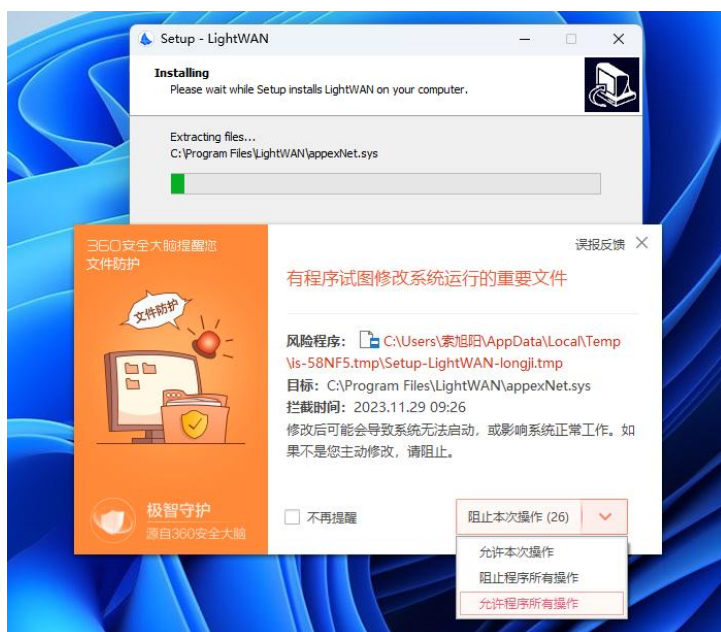 Setup - LightWAN
Installing
Please wait while Setup installs LightWAN on your computer.
Extracting files...
C:\Program Files\LightWAN\appexNet.sys
360安全大脑提醒您
文件防护
误报反馈
有程序试图修改系统运行的重要文件
文件防护
风险程序： C:\Users\素旭阳\AppData\Local\Temp
\is-58NF5.tmp\Setup-LightWAN-longji.tmp
目标： C:\Program Files\LightWAN\appexNet.sys
拦截时间： 2023.11.29 09:26
修改后可能会导致系统无法启动，或影响系统正常工作。如
果不是您主动修改，请阻止。
极智守护
源自360安全大脑
不再提醒
阻止本次操作 (26)
允许本次操作
阻止程序所有操作
允许程序所有操作